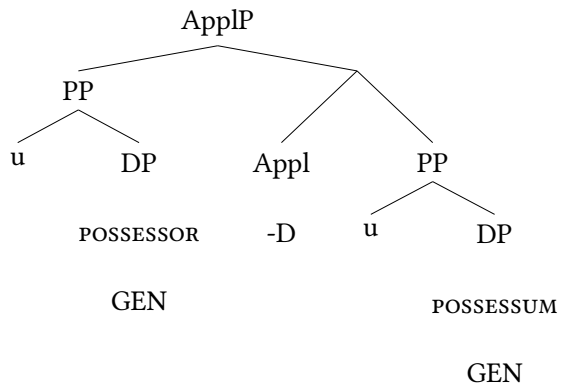 ApplP
PP
u DP Appl PP
POSSESSOR -D u DP
GEN POSSESSUM
GEN